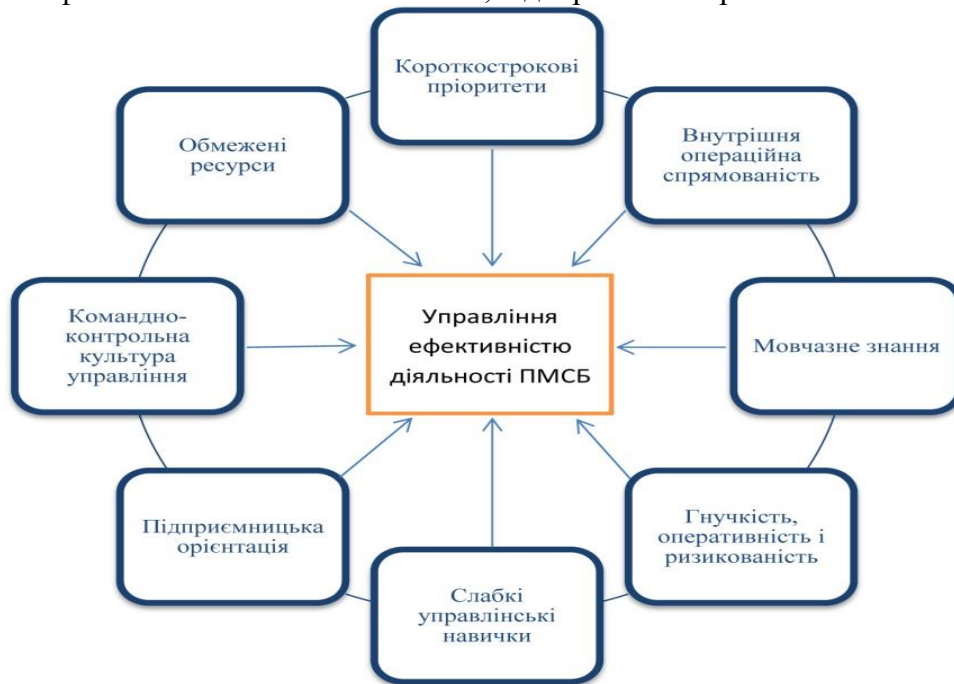 Короткострокові
пріоритети
Внутрішня
операційна
спрямованість
Мовчазне знання
Гнучкість,
оперативність і
ризикованість
Слабкі
управлінські
навички
Підприємницька
орієнтація
Командно-
контрольна
культура
управління
Обмежені
ресурси
Управління
ефективністю
діяльності ПМСБ